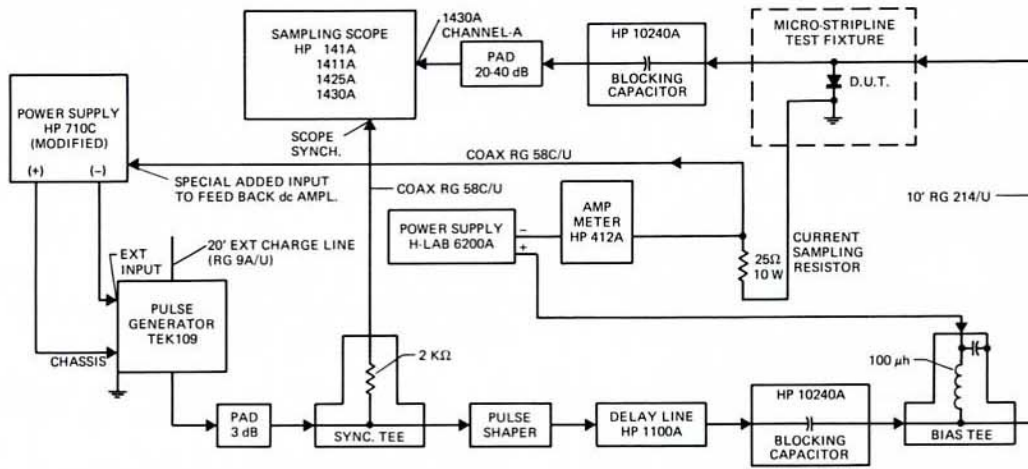 SAMPLING SCOPE
HP 141A
1411A
1425A
1430A
1430A
CHANNEL-A
PAD
20-40 dB
HP 10240A
BLOCKING
CAPACITOR
MICRO-STRIPLINE
TEST FIXTURE
D.U.T.
POWER SUPPLY
HP 710C
(MODIFIED)
(+)
(−)
SCOPE
SYNCH.
COAX RG 58C/U
SPECIAL ADDED INPUT
TO FEED BACK dc AMPL.
COAX RG 58C/U
10' RG 214/U
POWER SUPPLY
H-LAB 6200A
−
+
AMP
METER
HP 412A
25Ω
10 W
CURRENT
SAMPLING
RESISTOR
20' EXT CHARGE LINE
(RG 9A/U)
EXT
INPUT
PULSE
GENERATOR
TEK109
CHASSIS
2 KΩ
100 μh
PAD
3 dB
SYNC. TEE
PULSE
SHAPER
DELAY LINE
HP 1100A
HP 10240A
BLOCKING
CAPACITOR
BIAS TEE